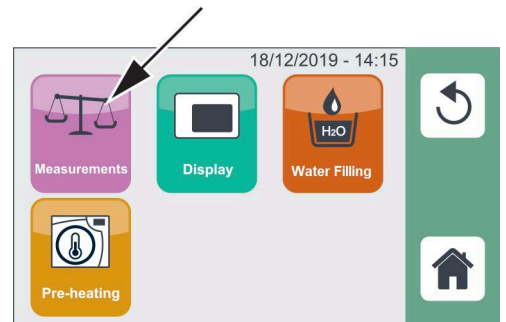 18/12/2019 - 14:15
Measurements
Display
H2O
Water Filling
Pre-heating